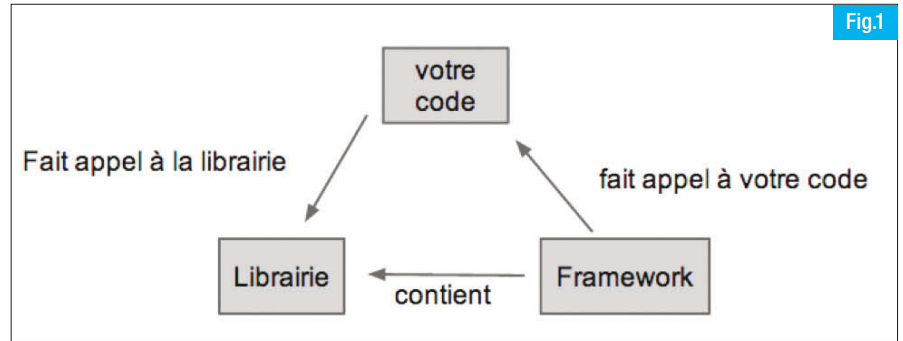 Fig.1
votre
code
Fait appel à la librairie
fait appel à votre code
Librairie
contient
Framework